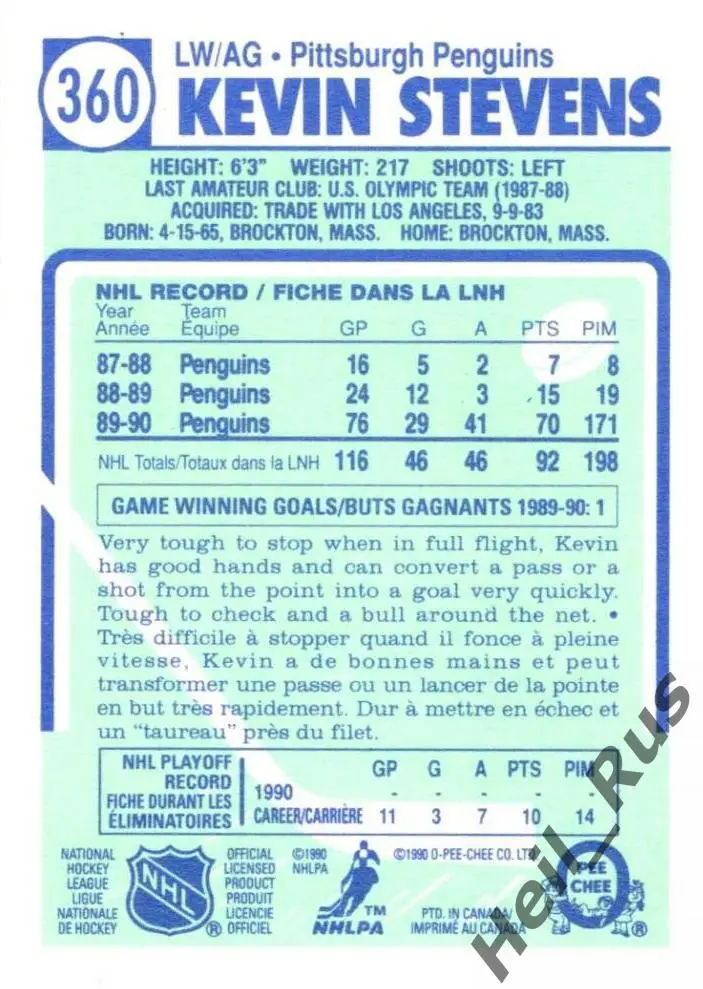 360
LW/AG • Pittsburgh Penguins
KEVIN STEVENS
HEIGHT: 6'3" WEIGHT: 217 SHOOTS: LEFT
LAST AMATEUR CLUB: U.S. OLYMPIC TEAM (1987-88)
ACQUIRED: TRADE WITH LOS ANGELES, 9-9-83
BORN: 4-15-65, BROCKTON, MASS. HOME: BROCKTON, MASS.
NHL RECORD / FICHE DANS LA LNH
Year Team
Année Équipe GP G A PTS PIM
87-88 Penguins 16 5 2 7 8
88-89 Penguins 24 12 3 15 19
89-90 Penguins 76 29 41 70 171
NHL Totals/Totaux dans la LNH 116 46 46 92 198
GAME WINNING GOALS/BUTS GAGNANTS 1989-90: 1
Very tough to stop when in full flight, Kevin
has good hands and can convert a pass or a
shot from the point into a goal very quickly.
Tough to check and a bull around the net. •
Très difficile à stopper quand il fonce à pleine
vitesse, Kevin a de bonnes mains et peut
transformer une passe ou un lancer de la pointe
en but très rapidement. Dur à mettre en échec et
un "taureau" près du filet.
NHL PLAYOFF
RECORD
FICHE DURANT LES
ÉLIMINATOIRES
GP G A PTS PIM
1990 - - - - -
CAREER/CARRIÈRE 11 3 7 10 14
NATIONAL
HOCKEY
LEAGUE
LIGUE
NATIONALE
DE HOCKEY
NHL
®
OFFICIAL
LICENSED
PRODUCT
PRODUIT
LICENCIE
OFFICIEL
©1990
NHLPA
TM
NHLPA
©1990 O-PEE-CHEE CO. LTD
PTD. IN CANADA/
IMPRIMÉ AU CANADA
O
PEE
CHEE
®
Heil_Rus